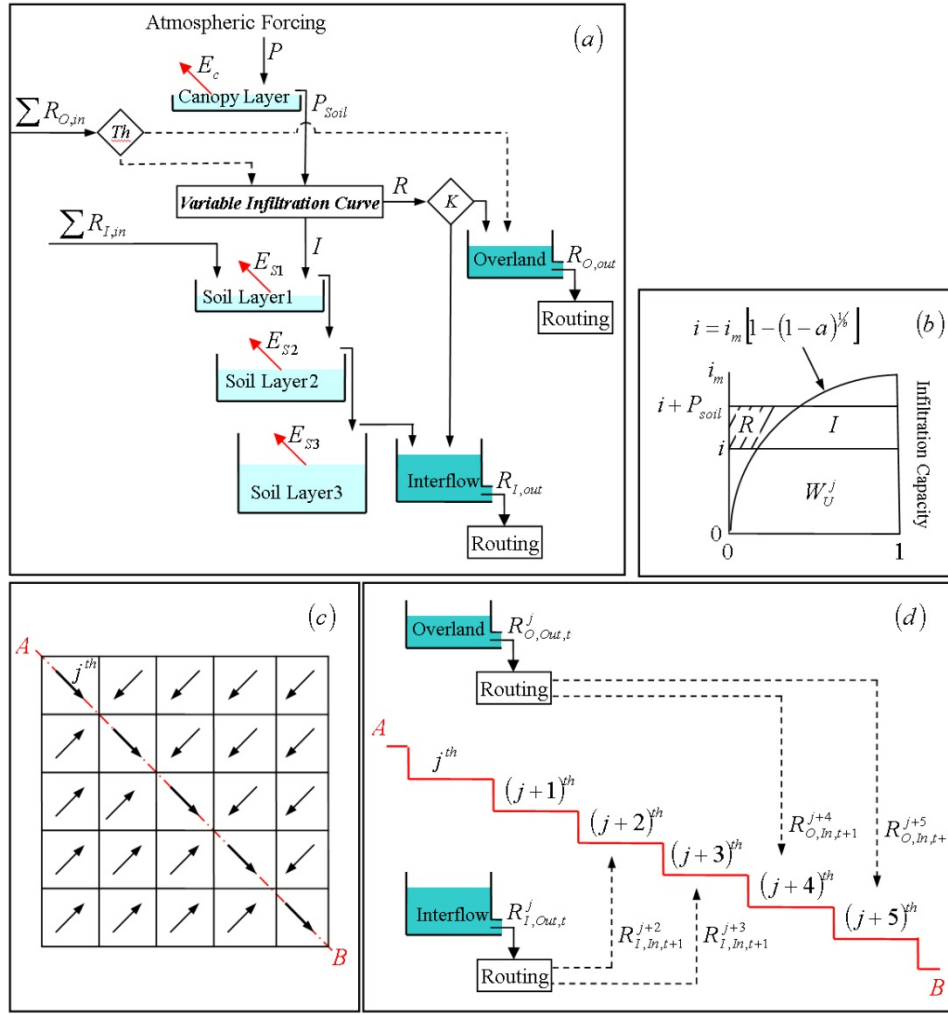 Atmospheric Forcing
(a)
P
E_c
Canopy Layer
P_Soil
∑ R_O,in
Th
Variable Infiltration Curve
R
K
∑ R_I,in
I
Overland
R_O,out
E_S1
Soil Layer1
Routing
E_S2
Soil Layer2
E_S3
Soil Layer3
Interflow
R_I,out
Routing
(b)
i = i_m [1 − (1 − a)^⅟b]
i_m
i + P_soil
R
I
i
W_U^j
0
0
1
Infiltration Capacity
(c)
A
j^th
B
(d)
Overland
R^j_O,Out,t
Routing
A
j^th
(j+1)^th
(j+2)^th
(j+3)^th
(j+4)^th
(j+5)^th
R^j+4_O,In,t+1
R^j+5_O,In,t+
Interflow
R^j_I,Out,t
Routing
R^j+2_I,In,t+1
R^j+3_I,In,t+1
B